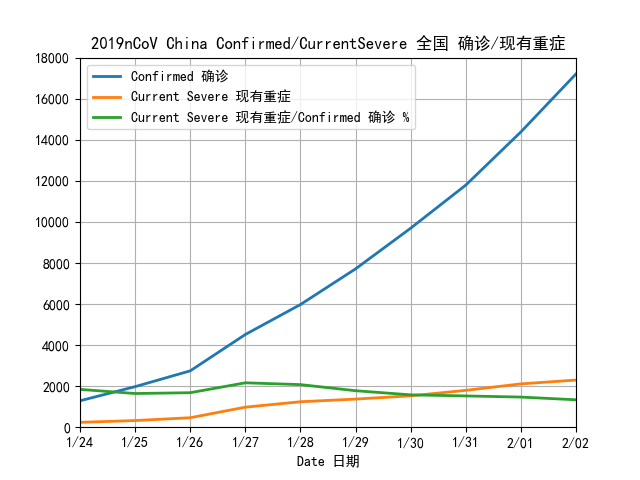 2019nCoV China Confirmed/CurrentSevere 全国 确诊/现有重症
18000
16000
14000
12000
10000
8000
6000
4000
2000
0
Confirmed 确诊
Current Severe 现有重症
Current Severe 现有重症/Confirmed 确诊 %
1/24 1/25 1/26 1/27 1/28 1/29 1/30 1/31 2/01 2/02
Date 日期